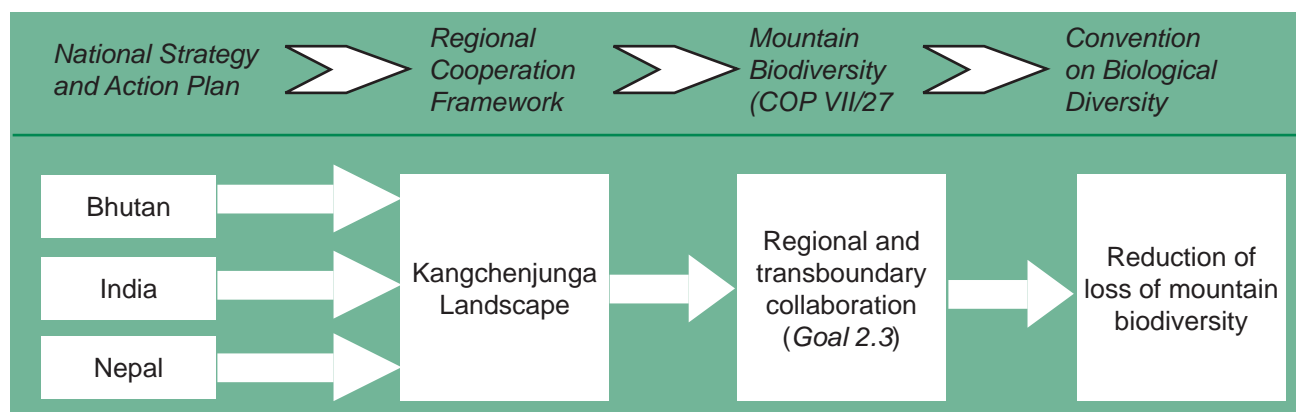 National Strategy
and Action Plan
Regional
Cooperation
Framework
Mountain
Biodiversity
(COP VII/27
Convention
on Biological
Diversity
Bhutan
India
Nepal
Kangchenjunga
Landscape
Regional and
transboundary
collaboration
(Goal 2.3)
Reduction of
loss of mountain
biodiversity